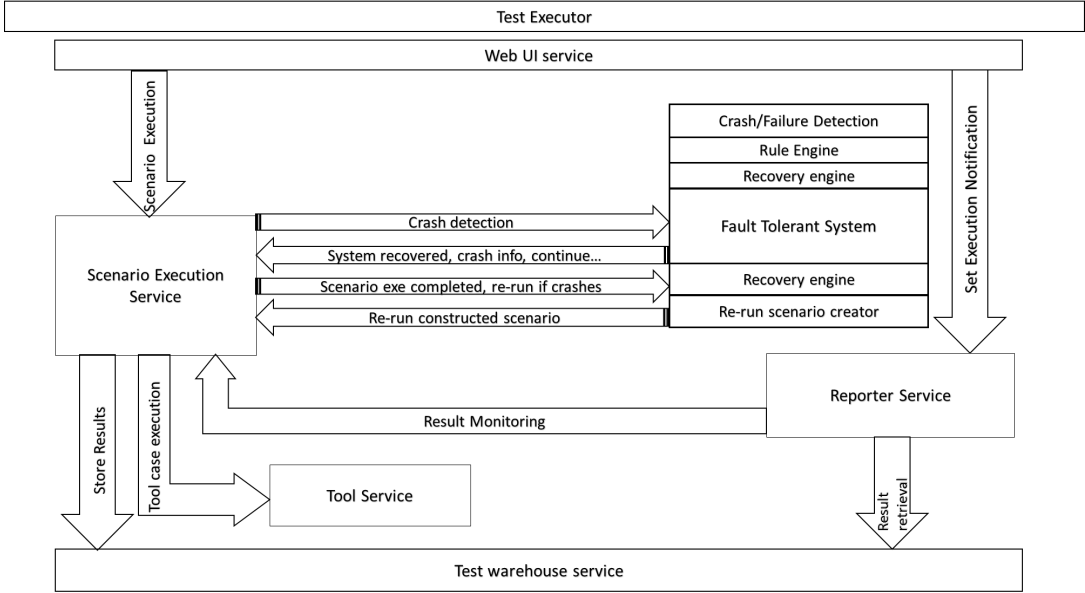 Test Executor
Web UI service
Scenario Execution
Set Execution Notification
Crash/Failure Detection
Rule Engine
Recovery engine
Fault Tolerant System
Recovery engine
Re-run scenario creator
Crash detection
System recovered, crash info, continue...
Scenario exe completed, re-run if crashes
Re-run constructed scenario
Scenario Execution
Service
Reporter Service
Result Monitoring
Store Results
Tool case execution
Tool Service
Result
retrieval
Test warehouse service